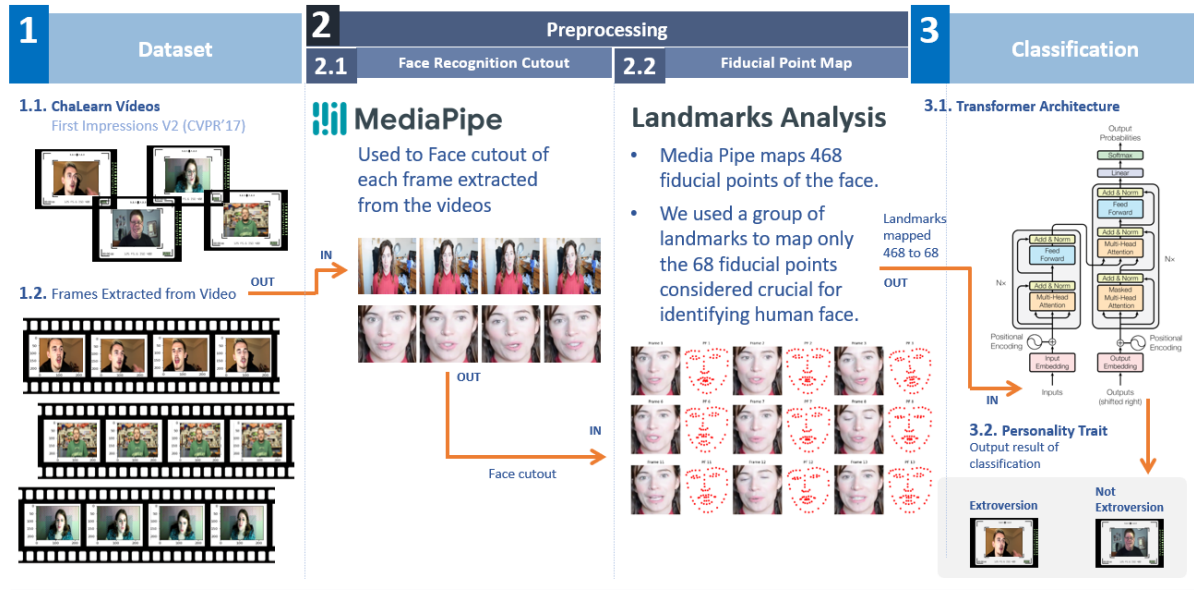 1
Dataset
1.1. ChaLearn Vídeos
First Impressions V2 (CVPR'17)
1.2. Frames Extracted from Video
OUT
2
Preprocessing
2.1
Face Recognition Cutout
MediaPipe
Used to Face cutout of
each frame extracted
from the videos
IN
OUT
IN
Face cutout
2.2
Fiducial Point Map
Landmarks Analysis
• Media Pipe maps 468
fiducial points of the face.
• We used a group of
landmarks to map only
the 68 fiducial points
considered crucial for
identifying human face.
Landmarks
mapped
468 to 68
OUT
IN
3
Classification
3.1. Transformer Architecture
Output
Probabilities
Softmax
Linear
Add & Norm
Feed
Forward
Add & Norm
Multi-Head
Attention
Add & Norm
Feed
Forward
N×
Add & Norm
Multi-Head
Attention
N×
Add & Norm
Masked
Multi-Head
Attention
Positional
Encoding
Positional
Encoding
Input
Embedding
Output
Embedding
Inputs
Outputs
(shifted right)
3.2. Personality Trait
Output result of
classification
Extroversion
Not
Extroversion